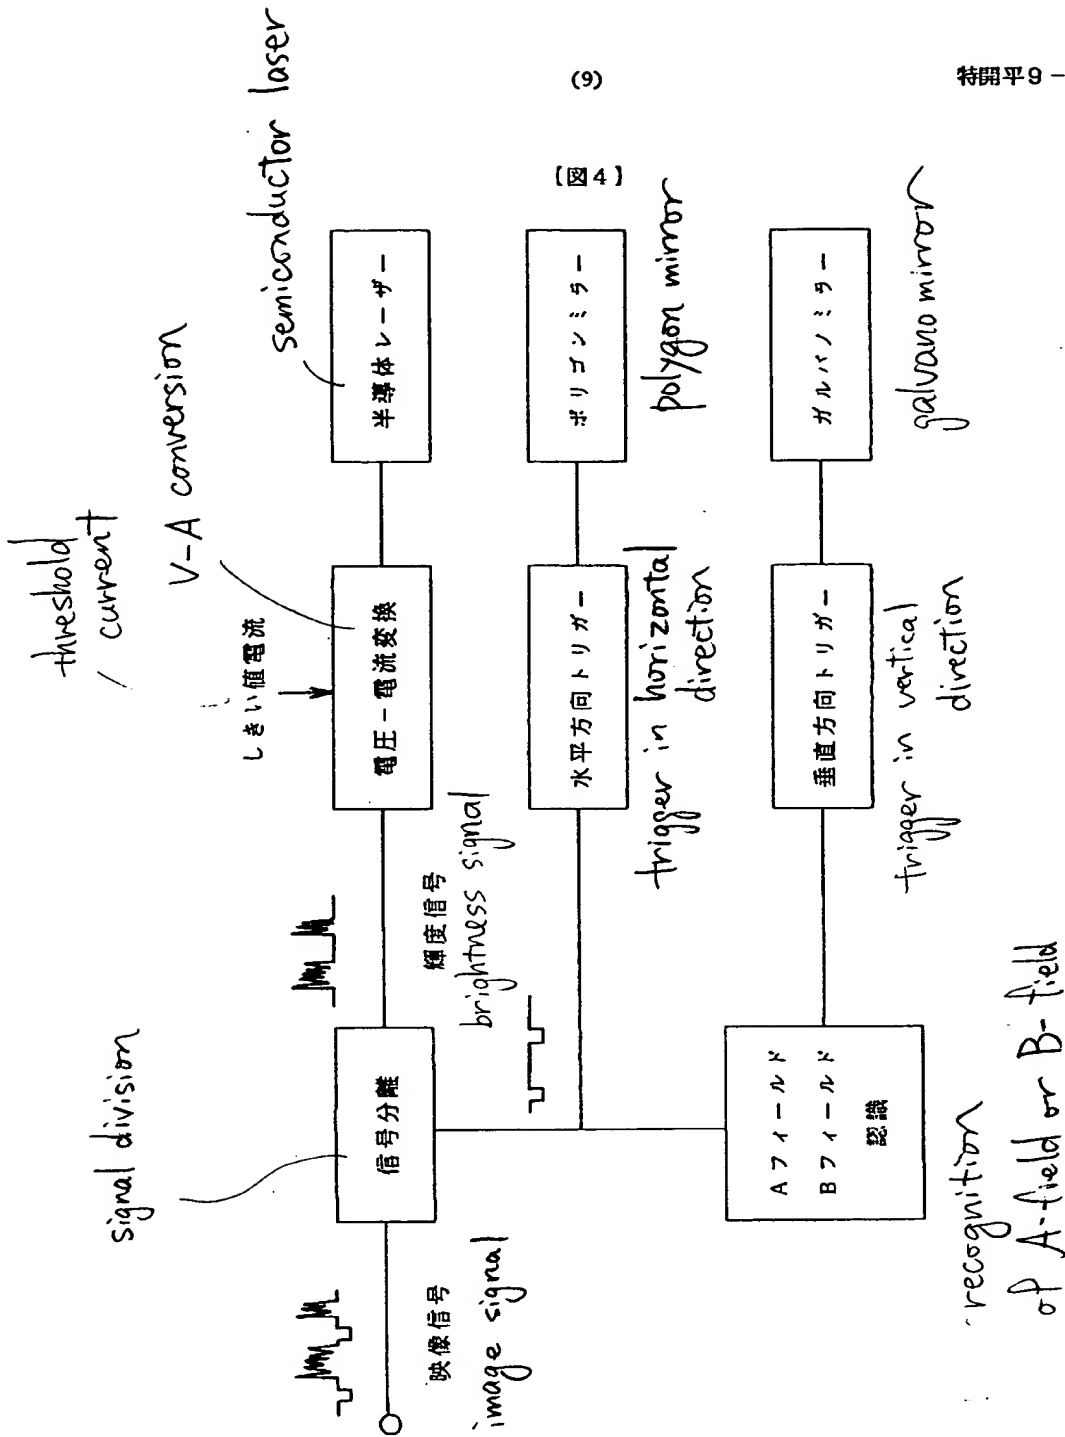 (9)
特開平9－
【図4】
映像信号
image signal
信号分離
signal division
輝度信号
brightness signal
しきい値電流
threshold
current
電圧－電流変換
V-A conversion
半導体レーザー
semiconductor laser
水平方向トリガー
trigger in horizontal
direction
ポリゴンミラー
polygon mirror
Aフィールド
Bフィールド
認識
recognition
of A-field or B-field
垂直方向トリガー
trigger in vertical
direction
ガルバノミラー
galvano mirror